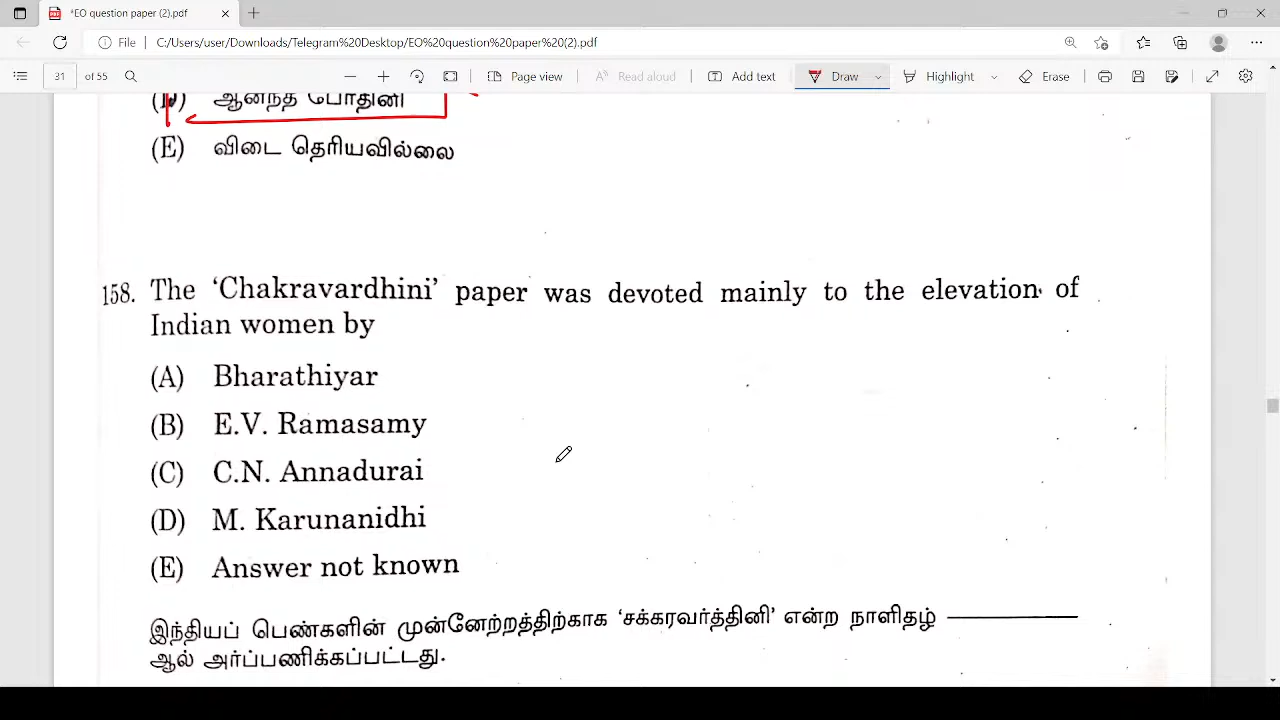 *EO question paper (2).pdf
File C:/Users/user/Downloads/Telegram%20Desktop/EO%20question%20paper%20(2).pdf
31 of 55 Page view Read aloud Add text Draw Highlight Erase
(D) ஆனந்த போதினி
(E) விடை தெரியவில்லை
158. The ‘Chakravardhini’ paper was devoted mainly to the elevation of
Indian women by
(A) Bharathiyar
(B) E.V. Ramasamy
(C) C.N. Annadurai
(D) M. Karunanidhi
(E) Answer not known
இந்தியப் பெண்களின் முன்னேற்றத்திற்காக ‘சக்கரவர்த்தினி’ என்ற நாளிதழ் ————
ஆல் அர்ப்பணிக்கப்பட்டது.